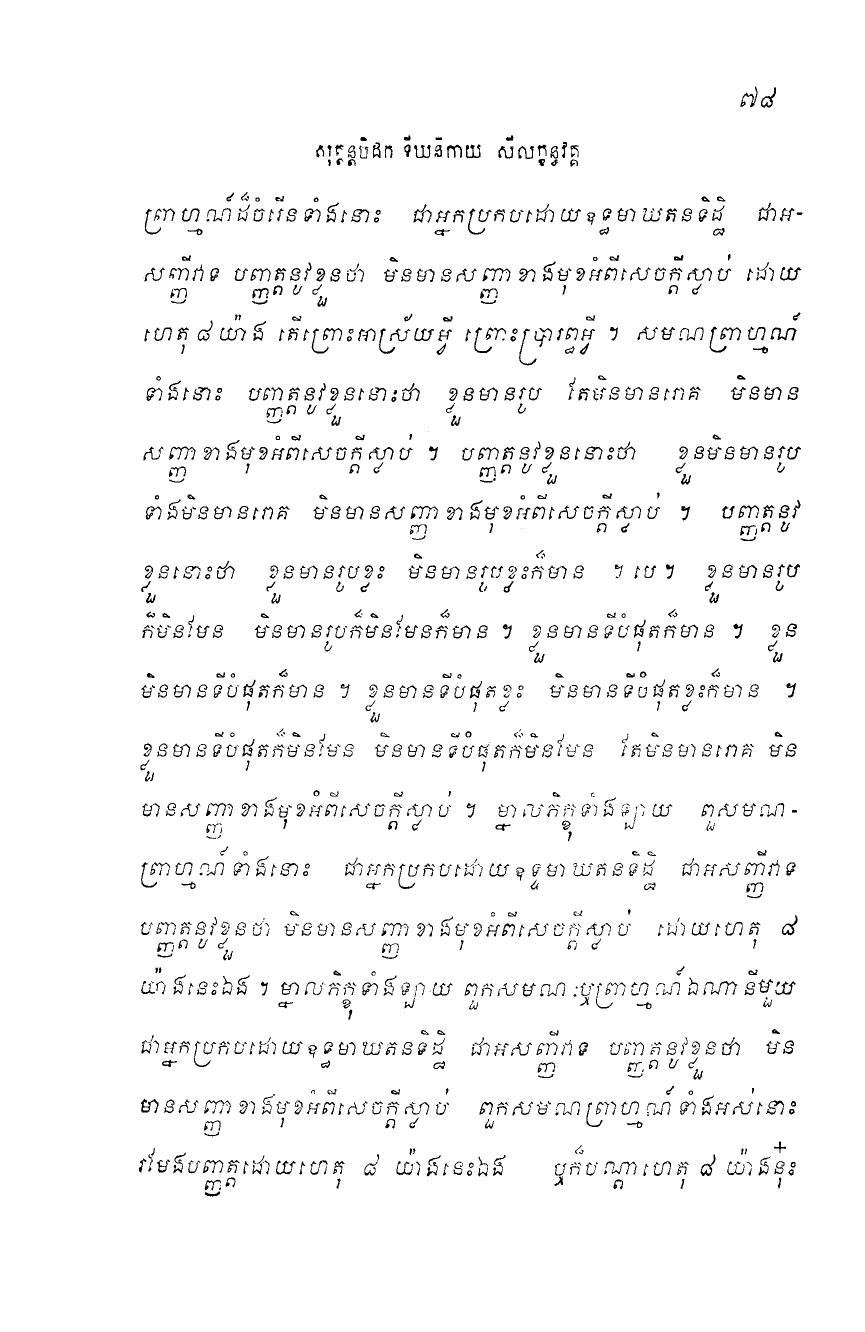 ៧៨
សុត្តន្តបិដក ទីឃនិកាយ សីលក្ខន្ធវគ្គ
ព្រាហ្មណ៍ដ៏ចំរើនទាំងនោះ ជាអ្នកប្រកបដោយឧទ្ធមាឃតនទិដ្ឋិ ជាអ-
សញ្ញីវាទ បញ្ញត្តនូវខ្លួនថា មិនមានសញ្ញាខាងមុខអំពីសេចក្តីស្លាប់ ដោយ
ហេតុ ៨ យ៉ាង តើព្រោះអាស្រ័យអ្វី ព្រោះប្រារព្ធអ្វី ។ សមណព្រាហ្មណ៍
ទាំងនោះ បញ្ញត្តនូវខ្លួននោះថា ខ្លួនមានរូប តែមិនមានរោគ មិនមាន
សញ្ញាខាងមុខអំពីសេចក្តីស្លាប់ ។ បញ្ញត្តនូវខ្លួននោះថា ខ្លួនមិនមានរូប
ទាំងមិនមានរោគ មិនមានសញ្ញាខាងមុខអំពីសេចក្តីស្លាប់ ។ បញ្ញត្តនូវ
ខ្លួននោះថា ខ្លួនមានរូបខ្លះ មិនមានរូបខ្លះក៏មាន ។ បេ ។ ខ្លួនមានរូប
ក៏មិនមែន មិនមានរូបក៏មិនមែនក៏មាន ។ ខ្លួនមានទីបំផុតក៏មាន ។ ខ្លួន
មិនមានទីបំផុតក៏មាន ។ ខ្លួនមានទីបំផុតខ្លះ មិនមានទីបំផុតខ្លះក៏មាន ។
ខ្លួនមានទីបំផុតក៏មិនមែន មិនមានទីបំផុតក៏មិនមែន តែមិនមានរោគ មិន
មានសញ្ញាខាងមុខអំពីសេចក្តីស្លាប់ ។ ម្នាលភិក្ខុទាំងឡាយ ពួសមណ-
ព្រាហ្មណ៍ទាំងនោះ ជាអ្នកប្រកបដោយឧទ្ធមាឃតនទិដ្ឋិ ជាអសញ្ញីវាទ
បញ្ញត្តនូវខ្លួនថា មិនមានសញ្ញាខាងមុខអំពីសេចក្តីស្លាប់ ដោយហេតុ ៨
យ៉ាងនេះឯង ។ ម្នាលភិក្ខុទាំងឡាយ ពួកសមណៈឬព្រាហ្មណ៍ឯណានីមួយ
ជាអ្នកប្រកបដោយឧទ្ធមាឃតនទិដ្ឋិ ជាអសញ្ញីវាទ បញ្ញត្តនូវខ្លួនថា មិន
មានសញ្ញាខាងមុខអំពីសេចក្តីស្លាប់ ពួកសមណព្រាហ្មណ៍ទាំងអស់នោះ
រមែងបញ្ញត្តដោយហេតុ ៨ យ៉ាងនេះឯង ឬក៏បណ្តាហេតុ ៨ យ៉ាងនុ៎ះ